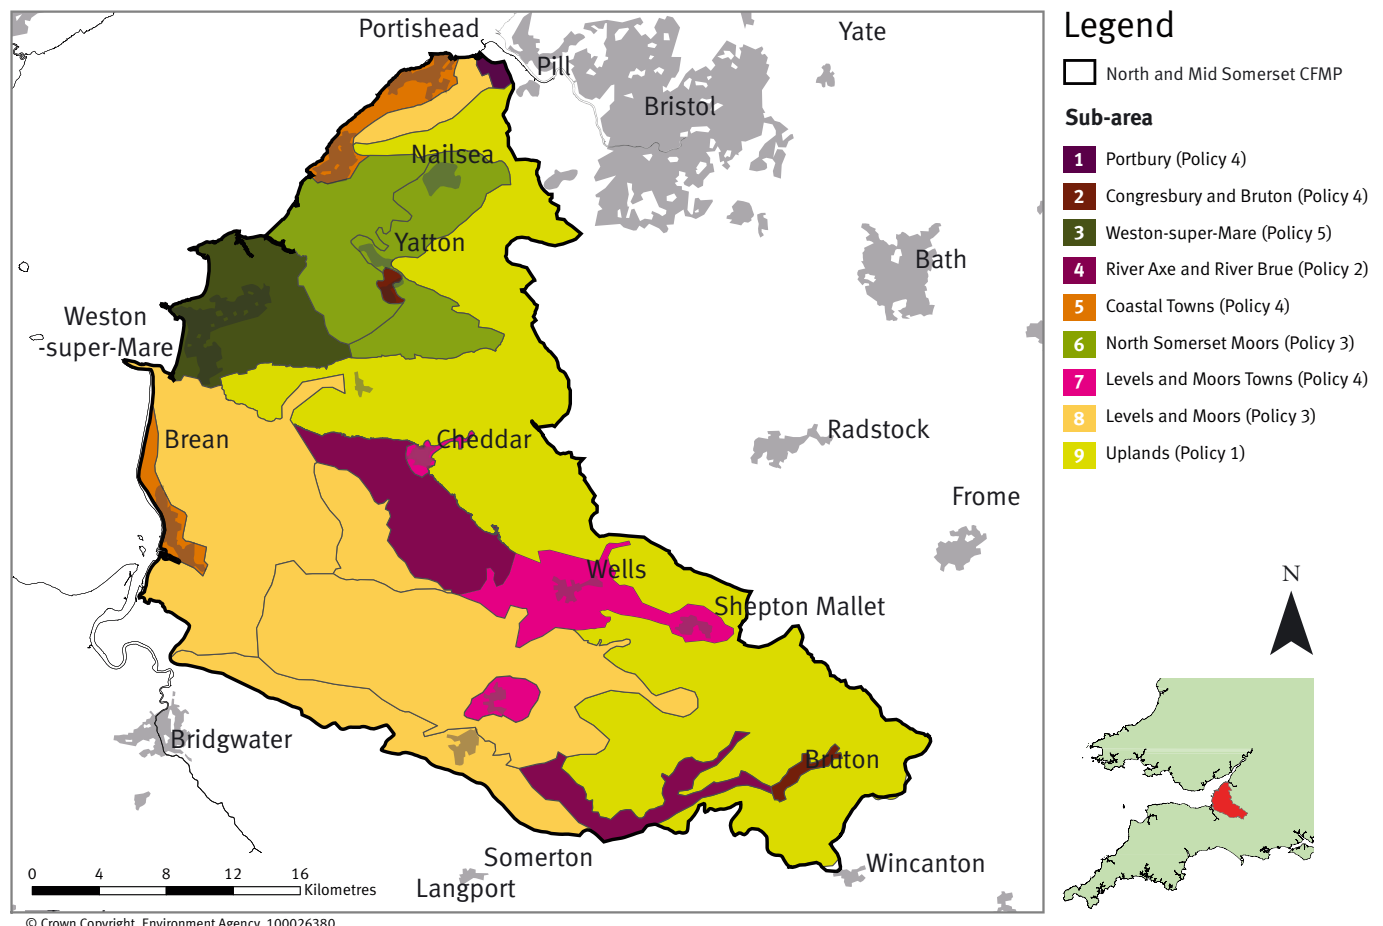 Portishead
Yate
Pill
Bristol
Nailsea
Yatton
Bath
Weston
-super-Mare
Brean
Cheddar
Radstock
Frome
Wells
Shepton Mallet
Bridgwater
Bruton
Somerton
Wincanton
Langport
0 4 8 12 16
Kilometres
© Crown Copyright. Environment Agency. 100026380.
Legend
North and Mid Somerset CFMP
Sub-area
1 Portbury (Policy 4)
2 Congresbury and Bruton (Policy 4)
3 Weston-super-Mare (Policy 5)
4 River Axe and River Brue (Policy 2)
5 Coastal Towns (Policy 4)
6 North Somerset Moors (Policy 3)
7 Levels and Moors Towns (Policy 4)
8 Levels and Moors (Policy 3)
9 Uplands (Policy 1)
N